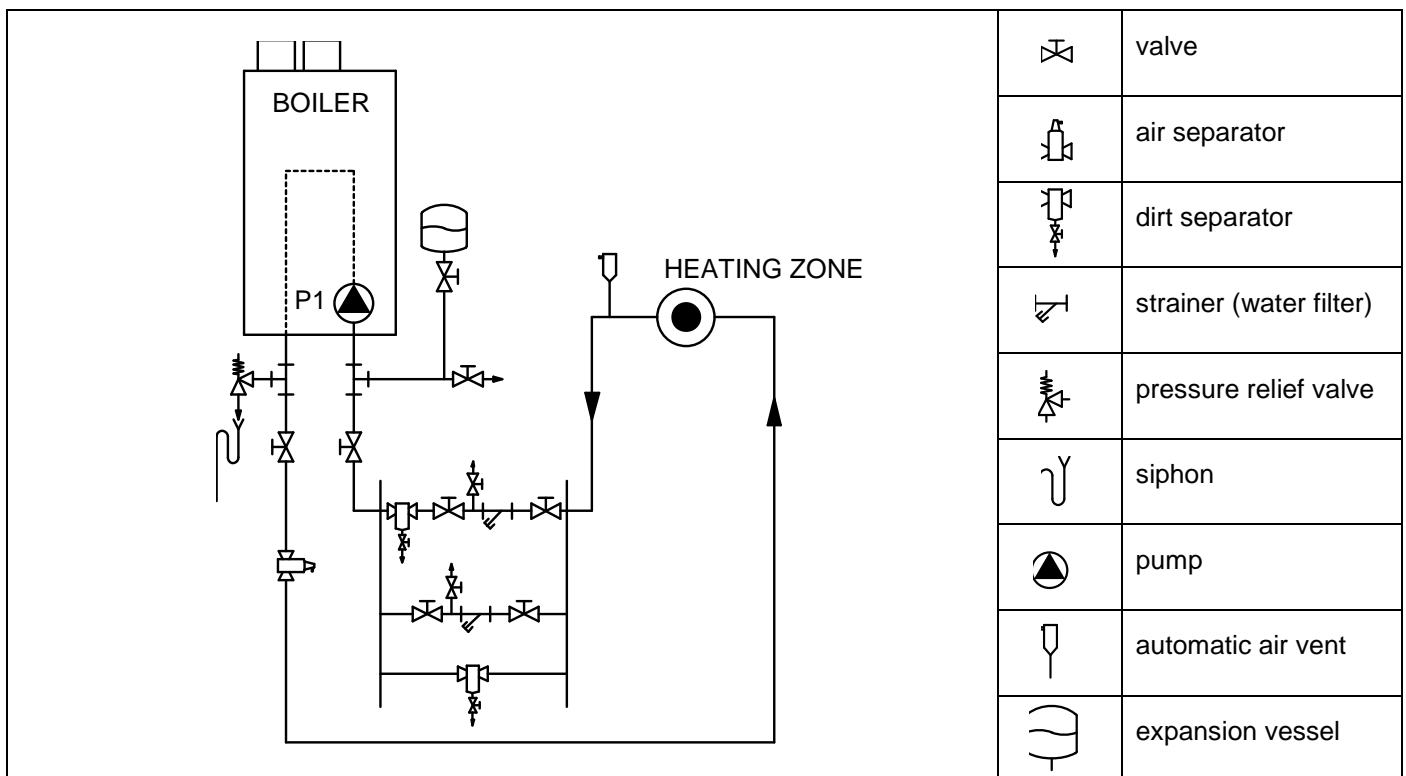 BOILER
P1
HEATING ZONE
valve
air separator
dirt separator
strainer (water filter)
pressure relief valve
siphon
pump
automatic air vent
expansion vessel